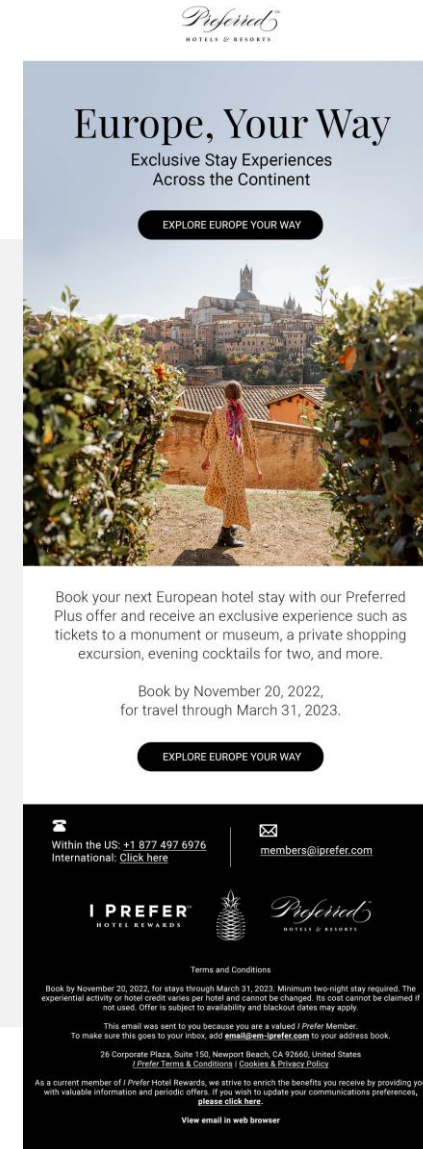 Preferred
HOTELS & RESORTS
Europe, Your Way
Exclusive Stay Experiences
Across the Continent
EXPLORE EUROPE YOUR WAY
Book your next European hotel stay with our Preferred
Plus offer and receive an exclusive experience such as
tickets to a monument or museum, a private shopping
excursion, evening cocktails for two, and more.
Book by November 20, 2022,
for travel through March 31, 2023.
EXPLORE EUROPE YOUR WAY
Within the US: +1 877 497 6976
International: Click here
members@iprefer.com
I PREFER
HOTEL REWARDS
Preferred
HOTELS & RESORTS
Terms and Conditions
Book by November 20, 2022, for stays through March 31, 2023. Minimum two-night stay required. The
experiential activity or hotel credit varies per hotel and cannot be changed. Its cost cannot be claimed if
not used. Offer is subject to availability and blackout dates may apply.
This email was sent to you because you are a valued I Prefer Member.
To make sure this goes to your inbox, add email@em-iprefer.com to your address book.
26 Corporate Plaza, Suite 150, Newport Beach, CA 92660, United States
I Prefer Terms & Conditions | Cookies & Privacy Policy
As a current member of I Prefer Hotel Rewards, we strive to enrich the benefits you receive by providing you
with valuable information and periodic offers. If you wish to update your communications preferences,
please click here.
View email in web browser